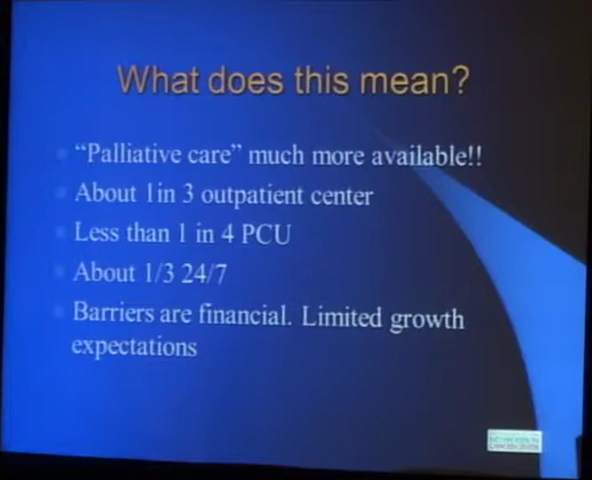 What does this mean?
"Palliative care" much more available!!
About 1in 3 outpatient center
Less than 1 in 4 PCU
About 1/3 24/7
Barriers are financial. Limited growth
expectations